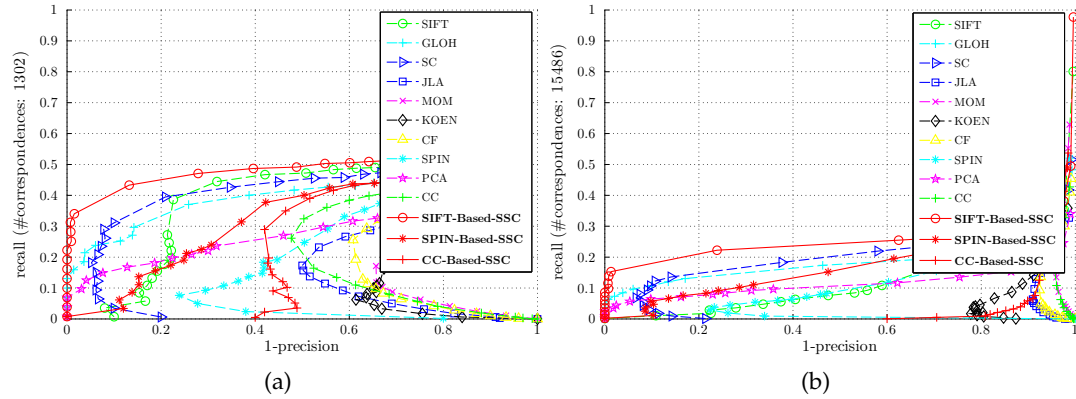 recall (#correspondences: 1302)
1
0.9
0.8
0.7
0.6
0.5
0.4
0.3
0.2
0.1
0
0 0.2 0.4 0.6 0.8 1
1-precision
SIFT
GLOH
SC
JLA
MOM
KOEN
CF
SPIN
PCA
CC
SIFT-Based-SSC
SPIN-Based-SSC
CC-Based-SSC
(a)
recall (#correspondences: 15486)
1
0.9
0.8
0.7
0.6
0.5
0.4
0.3
0.2
0.1
0
0 0.2 0.4 0.6 0.8 1
1-precision
SIFT
GLOH
SC
JLA
MOM
KOEN
CF
SPIN
PCA
CC
SIFT-Based-SSC
SPIN-Based-SSC
CC-Based-SSC
(b)